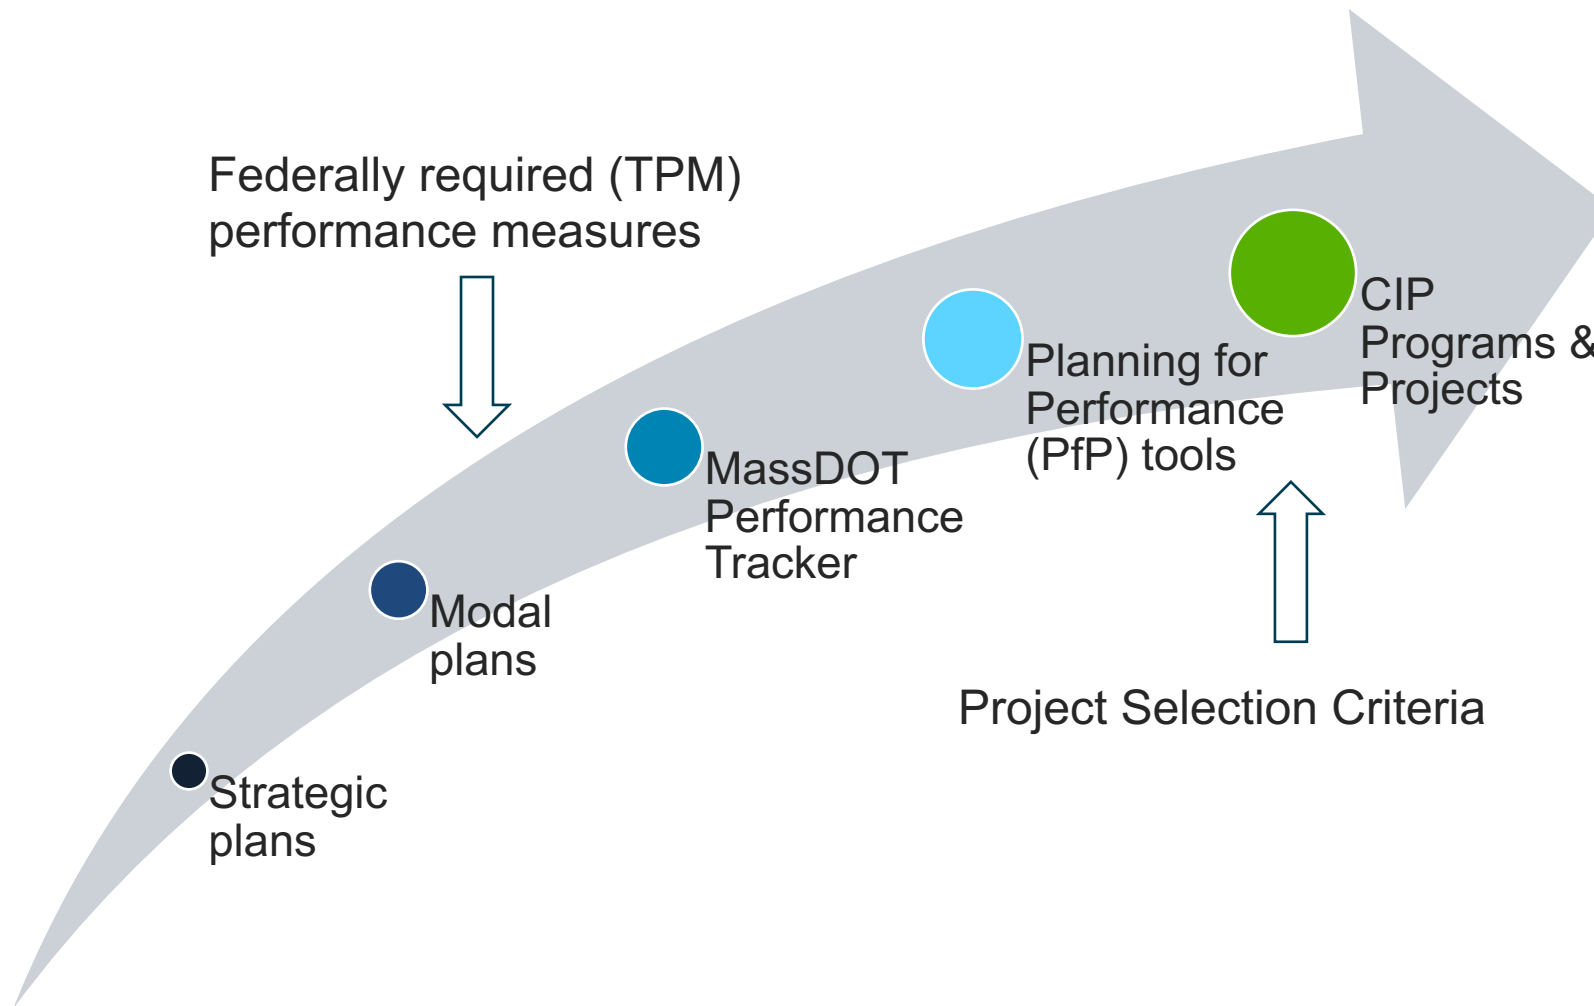 Federally required (TPM)
performance measures
CIP
Programs &
Projects
Planning for
Performance
(PfP) tools
MassDOT
Performance
Tracker
Modal
plans
Project Selection Criteria
Strategic
plans